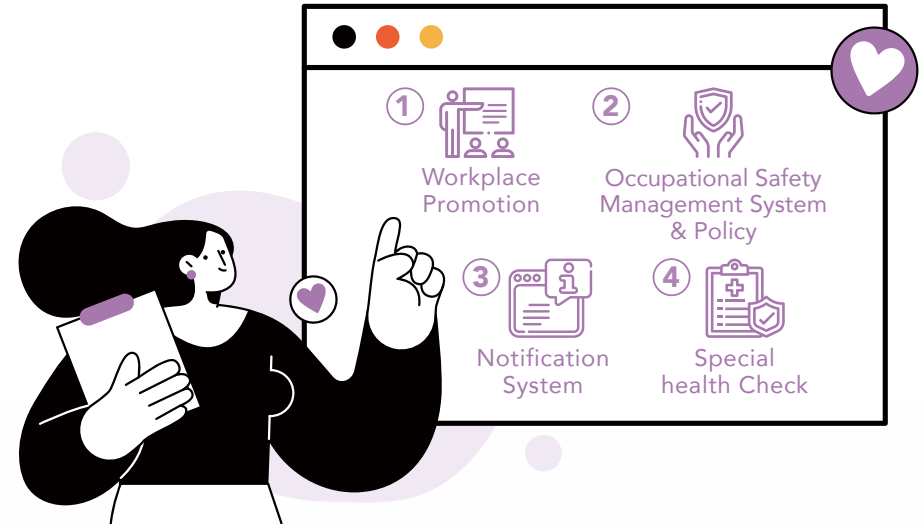 1
Workplace
Promotion
2
Occupational Safety
Management System
& Policy
3
Notification
System
4
Special
health Check